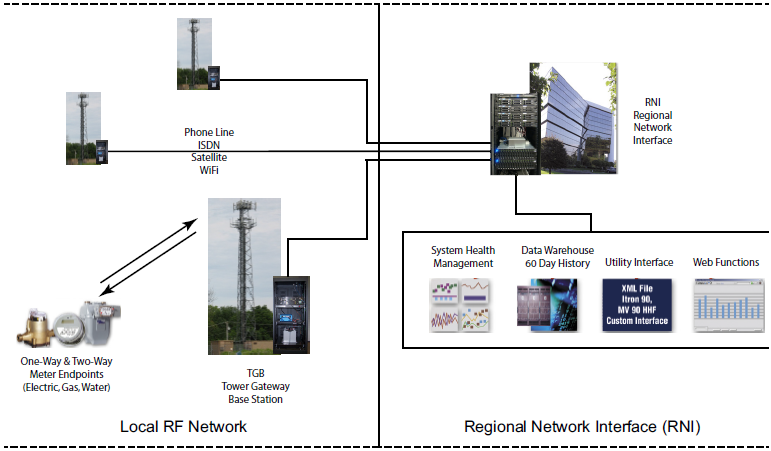 Phone Line
ISDN
Satellite
WiFi
RNI
Regional
Network
Interface
System Health
Management
Data Warehouse
60 Day History
Utility Interface
Web Functions
XML File
Itron 90,
MV 90 HHF
Custom Interface
One-Way & Two-Way
Meter Endpoints
(Electric, Gas, Water)
TGB
Tower Gateway
Base Station
Local RF Network
Regional Network Interface (RNI)